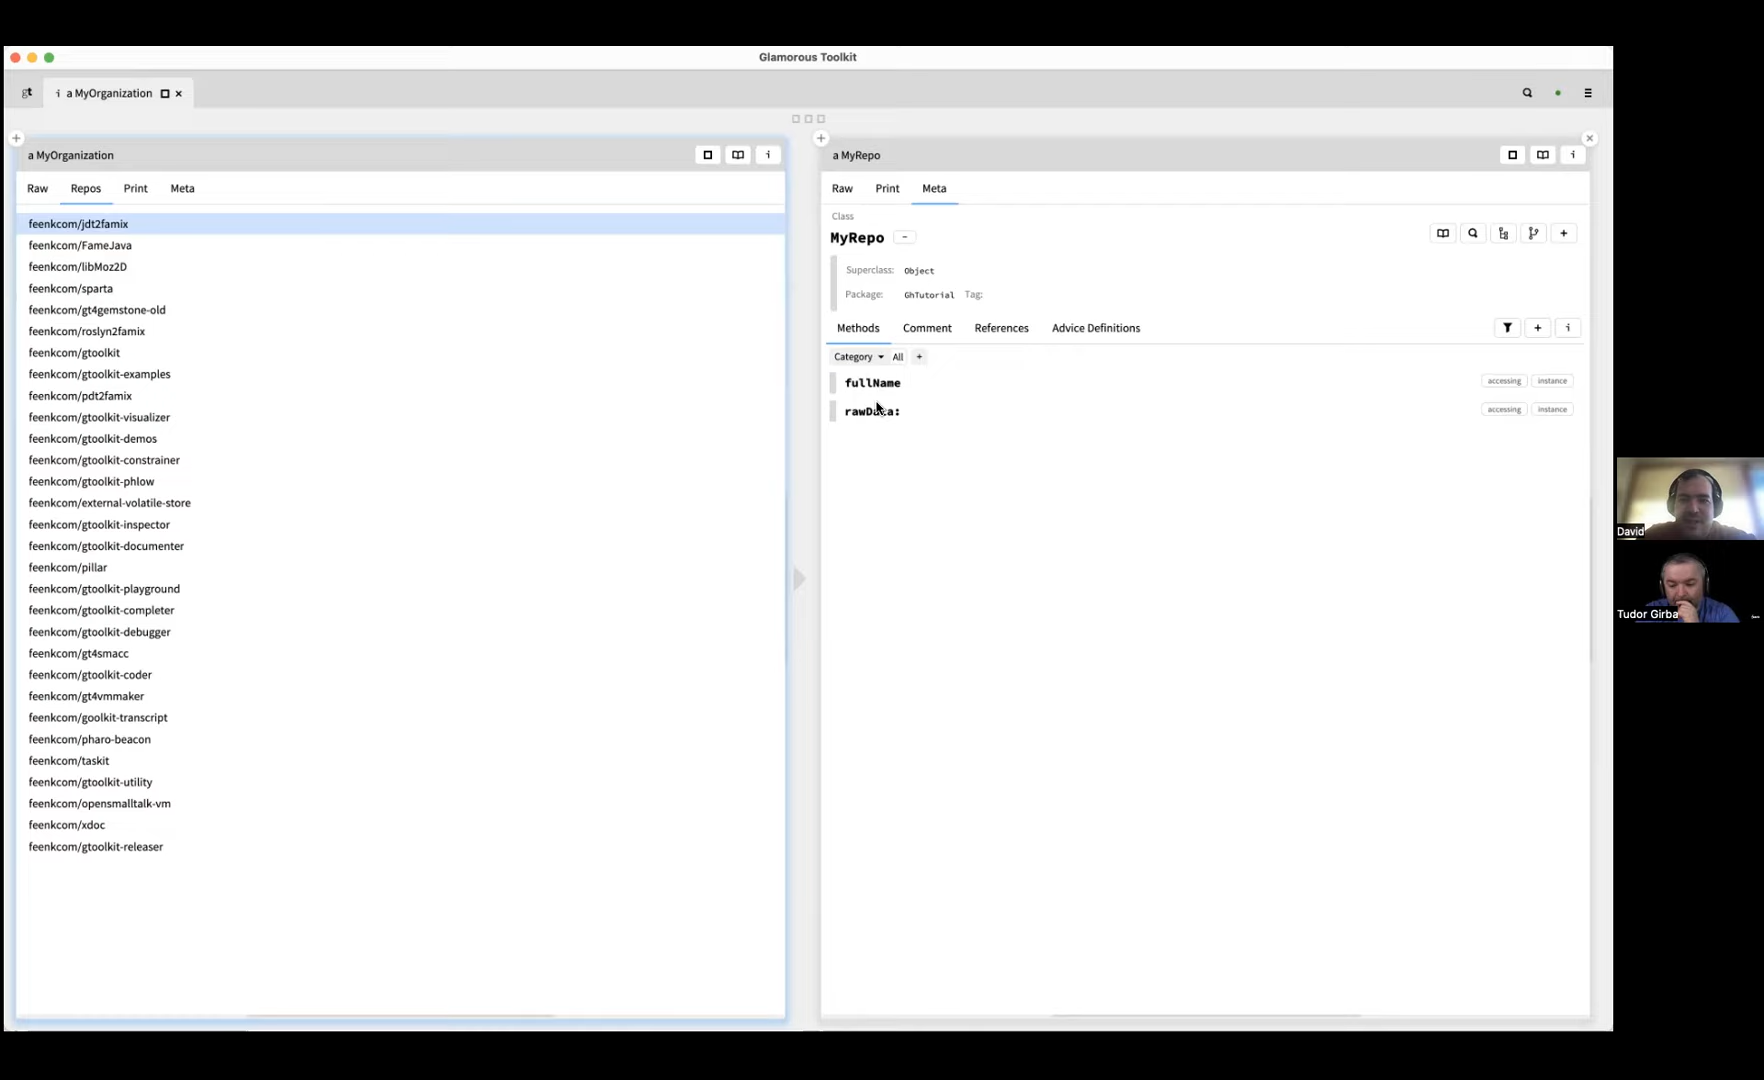 Glamorous Toolkit
gt
i a MyOrganization
a MyOrganization
i
Raw Repos Print Meta
feenkcom/jdt2famix
feenkcom/FameJava
feenkcom/libMoz2D
feenkcom/sparta
feenkcom/gt4gemstone-old
feenkcom/roslyn2famix
feenkcom/gtoolkit
feenkcom/gtoolkit-examples
feenkcom/pdt2famix
feenkcom/gtoolkit-visualizer
feenkcom/gtoolkit-demos
feenkcom/gtoolkit-constrainer
feenkcom/gtoolkit-phlow
feenkcom/external-volatile-store
feenkcom/gtoolkit-inspector
feenkcom/gtoolkit-documenter
feenkcom/pillar
feenkcom/gtoolkit-playground
feenkcom/gtoolkit-completer
feenkcom/gtoolkit-debugger
feenkcom/gt4smacc
feenkcom/gtoolkit-coder
feenkcom/gt4vmmaker
feenkcom/goolkit-transcript
feenkcom/pharo-beacon
feenkcom/taskit
feenkcom/gtoolkit-utility
feenkcom/opensmalltalk-vm
feenkcom/xdoc
feenkcom/gtoolkit-releaser
a MyRepo
i
Raw Print Meta
Class
MyRepo
Superclass: Object
Package: GhTutorial Tag:
Methods Comment References Advice Definitions
i
Category All +
fullName accessing instance
rawData: accessing instance
David
Tudor Girba